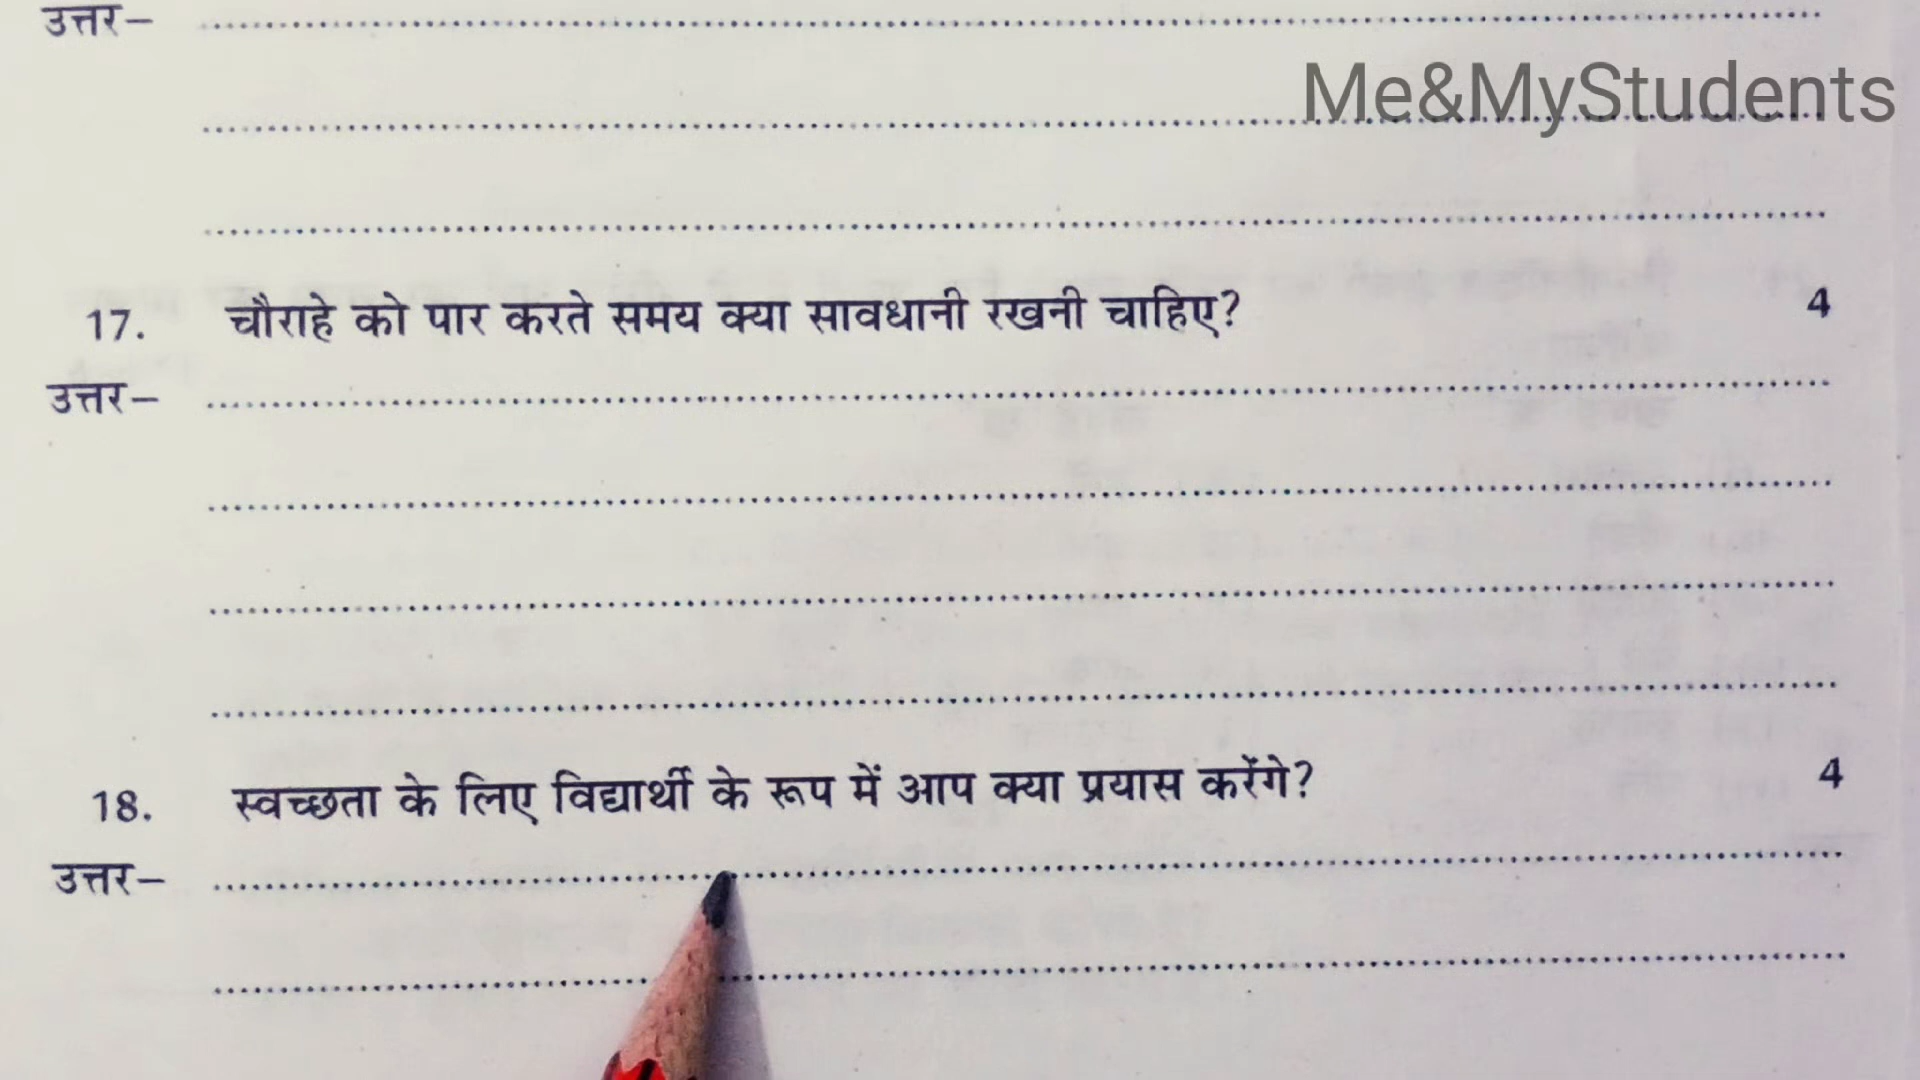 उत्तर–
Me&MyStudents
17. चौराहे को पार करते समय क्या सावधानी रखनी चाहिए? 4
उत्तर–
18. स्वच्छता के लिए विद्यार्थी के रूप में आप क्या प्रयास करेंगे? 4
उत्तर–